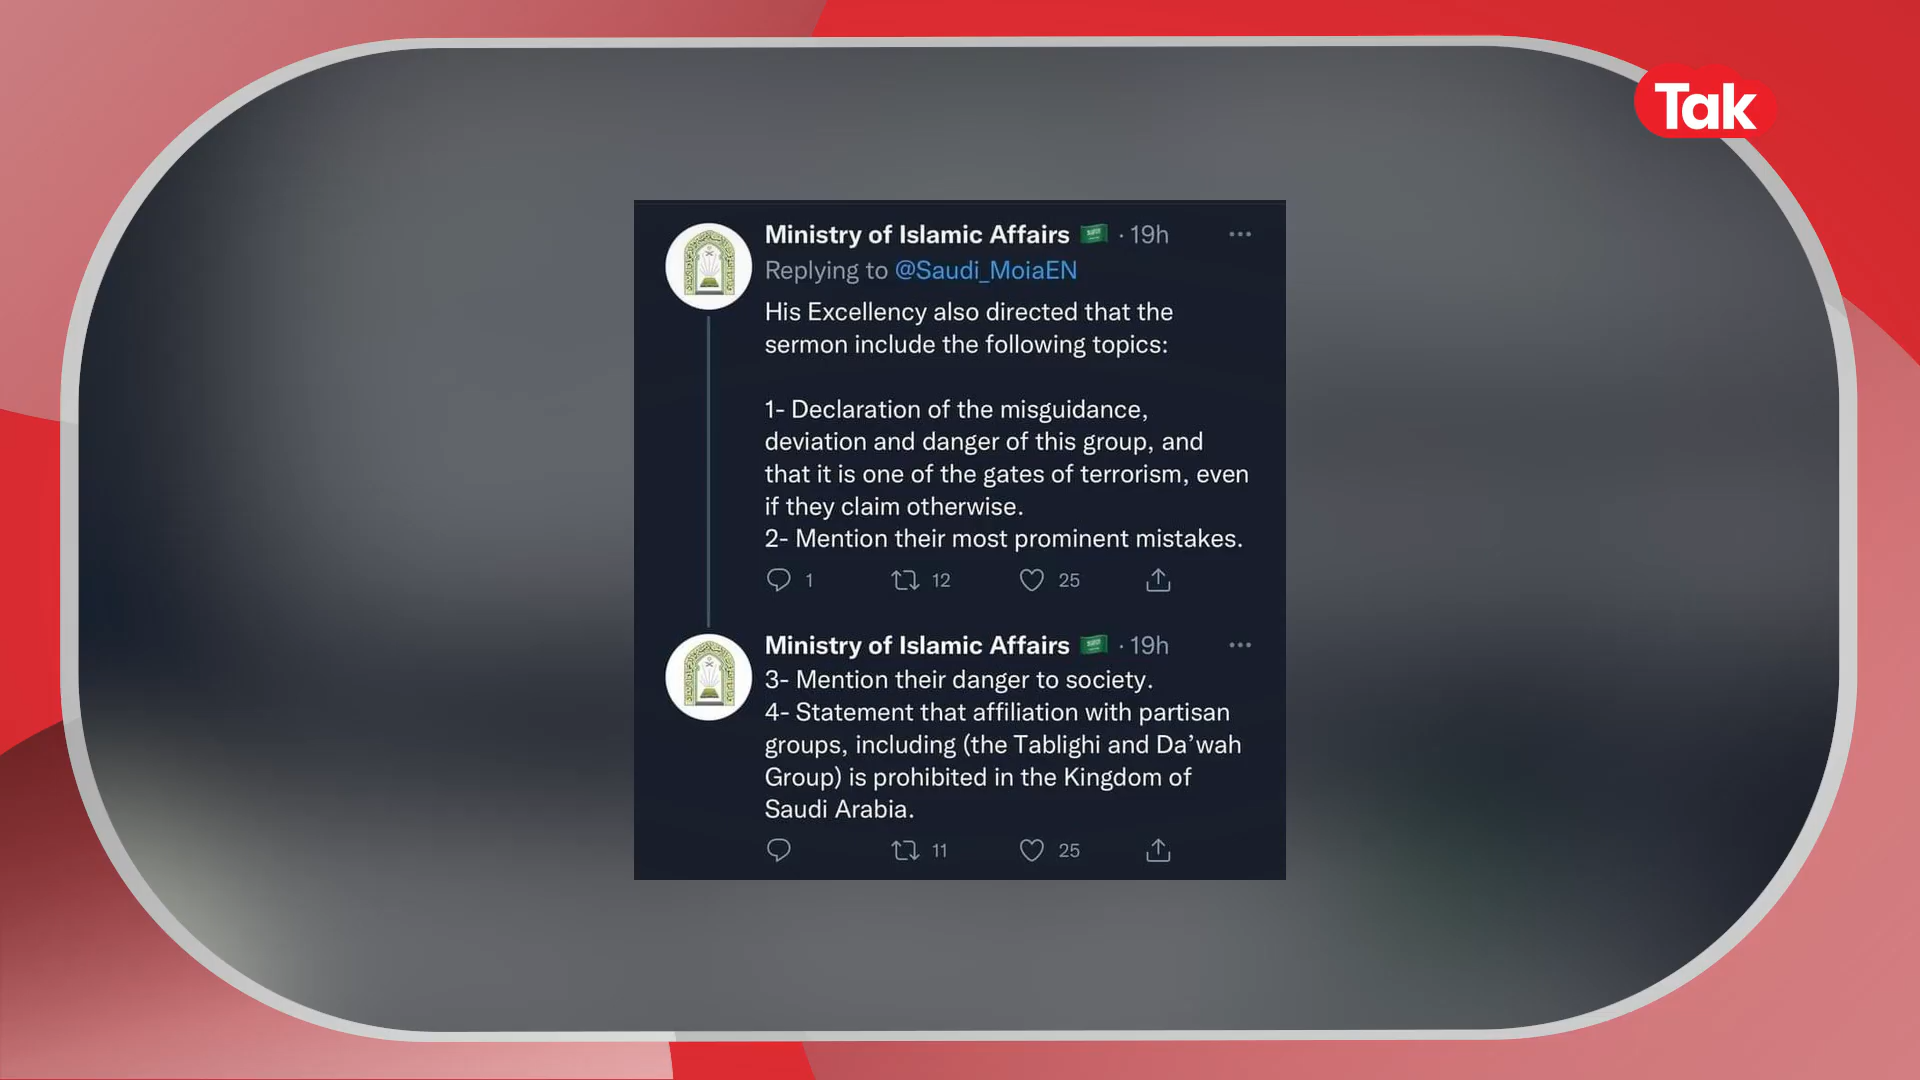 Tak
Ministry of Islamic Affairs 🇸🇦 · 19h
Replying to @Saudi_MoiaEN
His Excellency also directed that the
sermon include the following topics:
1- Declaration of the misguidance,
deviation and danger of this group, and
that it is one of the gates of terrorism, even
if they claim otherwise.
2- Mention their most prominent mistakes.
1 12 25
Ministry of Islamic Affairs 🇸🇦 · 19h
3- Mention their danger to society.
4- Statement that affiliation with partisan
groups, including (the Tablighi and Da’wah
Group) is prohibited in the Kingdom of
Saudi Arabia.
11 25